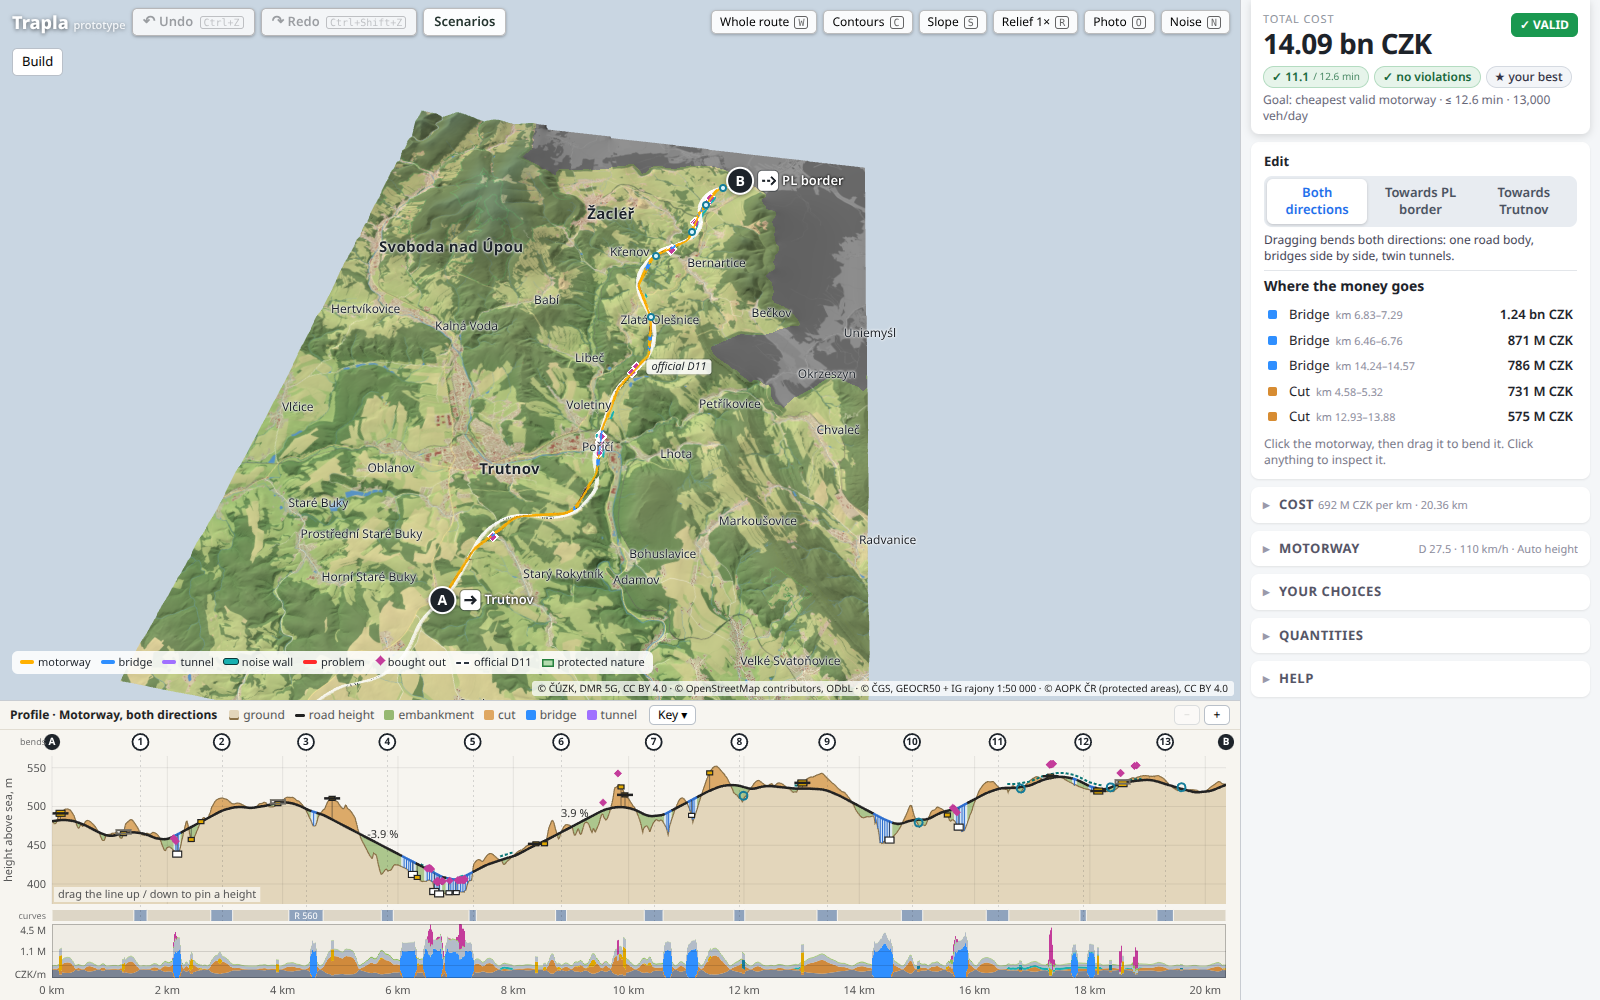 Trapla prototype
↶ Undo Ctrl+Z
↷ Redo Ctrl+Shift+Z
Scenarios
Whole route W
Contours C
Slope S
Relief 1× R
Photo O
Noise N
Build
B PL border
Žacléř
Svoboda nad Úpou
Křenov
Bernartice
Babí
Hertvíkovice
Zlatá Olešnice
Bečkov
Kalná Voda
Uniemyśl
Libeč
official D11
Okrzeszyn
Vlčice
Voletiny
Petříkovice
Chvaleč
Poříčí
Lhota
Oblanov
Trutnov
Staré Buky
Markoušovice
Prostřední Staré Buky
Radvanice
Bohuslavice
Horní Staré Buky
Starý Rokytník
Adamov
A Trutnov
Velké Svatoňovice
motorway bridge tunnel noise wall problem bought out official D11 protected nature
© ČÚZK, DMR 5G, CC BY 4.0 · © OpenStreetMap contributors, ODbL · © ČGS, GEOCR50 + IG rajony 1:50 000 · © AOPK ČR (protected areas), CC BY 4.0
TOTAL COST
14.09 bn CZK
✓ VALID
✓ 11.1 / 12.6 min
✓ no violations
★ your best
Goal: cheapest valid motorway · ≤ 12.6 min · 13,000
veh/day
Edit
Both
directions
Towards PL
border
Towards
Trutnov
Dragging bends both directions: one road body,
bridges side by side, twin tunnels.
Where the money goes
Bridge km 6.83–7.29 1.24 bn CZK
Bridge km 6.46–6.76 871 M CZK
Bridge km 14.24–14.57 786 M CZK
Cut km 4.58–5.32 731 M CZK
Cut km 12.93–13.88 575 M CZK
Click the motorway, then drag it to bend it. Click
anything to inspect it.
▶ COST 692 M CZK per km · 20.36 km
▶ MOTORWAY D 27.5 · 110 km/h · Auto height
▶ YOUR CHOICES
▶ QUANTITIES
▶ HELP
Profile · Motorway, both directions ground road height embankment cut bridge tunnel Key ▾ − +
bends A 1 2 3 4 5 6 7 8 9 10 11 12 13 B
height above sea, m
550
500
450
400
-3.9 %
3.9 %
drag the line up / down to pin a height
curves R 560
4.5 M
1.1 M
CZK/m
0 km 2 km 4 km 6 km 8 km 10 km 12 km 14 km 16 km 18 km 20 km